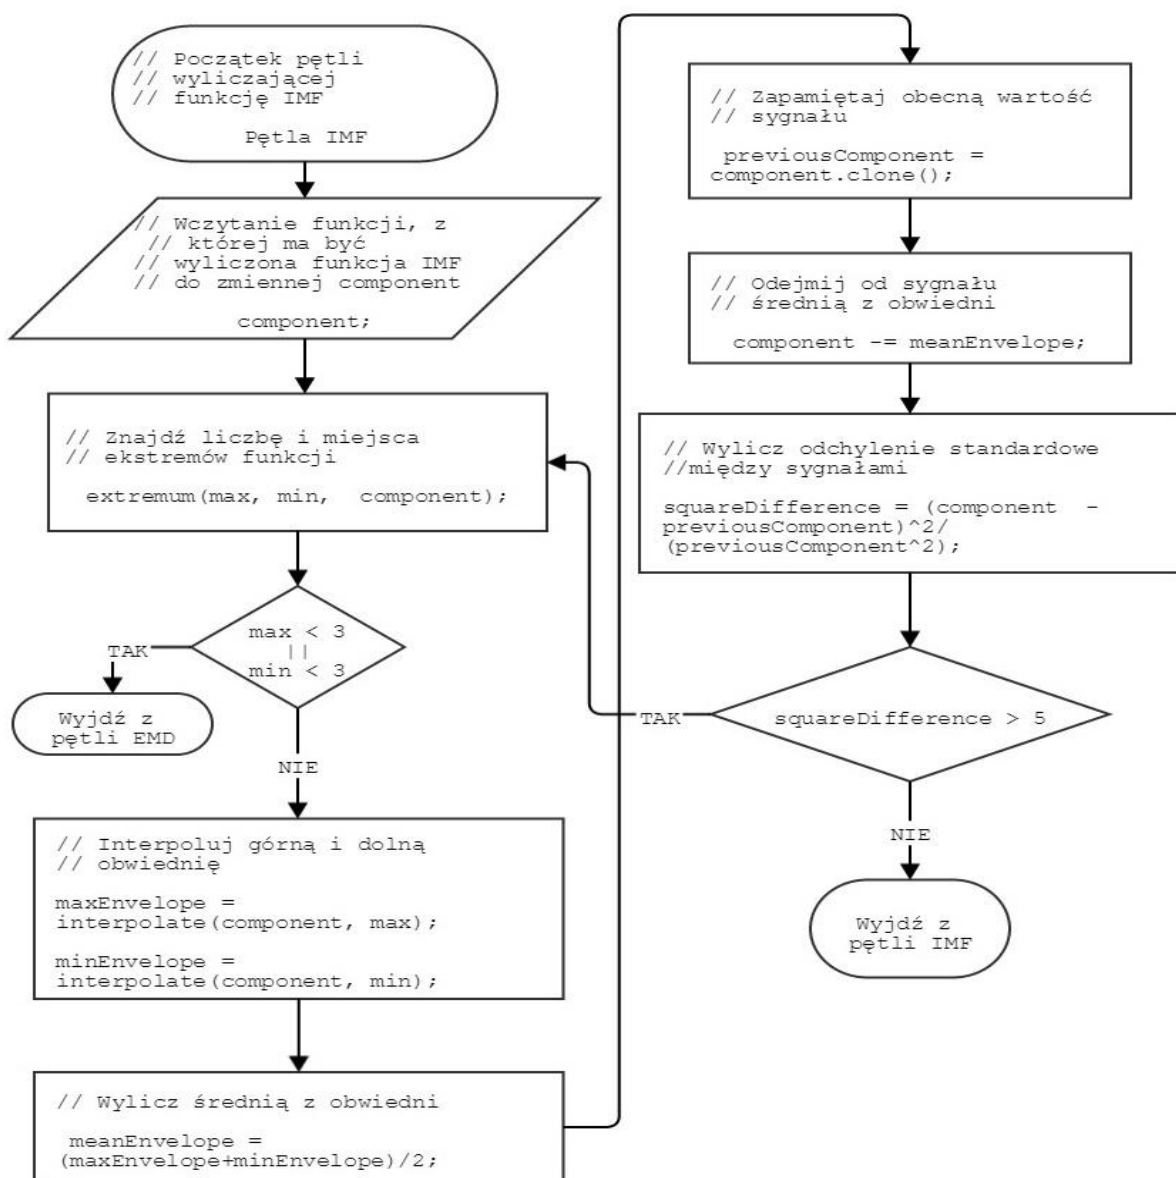 // Początek pętli
// wyliczającej
// funkcję IMF
Pętla IMF
// Wczytanie funkcji, z
// której ma być
// wyliczona funkcja IMF
// do zmiennej component
component;
// Znajdź liczbę i miejsca
// ekstremów funkcji
extremum(max, min, component);
max < 3
||
min < 3
TAK
Wyjdź z
pętli EMD
NIE
// Interpoluj górną i dolną
// obwiednię
maxEnvelope =
interpolate(component, max);
minEnvelope =
interpolate(component, min);
// Wylicz średnią z obwiedni
meanEnvelope =
(maxEnvelope+minEnvelope)/2;
// Zapamiętaj obecną wartość
// sygnału
previousComponent =
component.clone();
// Odejmij od sygnału
// średnią z obwiedni
component -= meanEnvelope;
// Wylicz odchylenie standardowe
//między sygnałami
squareDifference = (component -
previousComponent)^2/
(previousComponent^2);
squareDifference > 5
TAK
NIE
Wyjdź z
pętli IMF